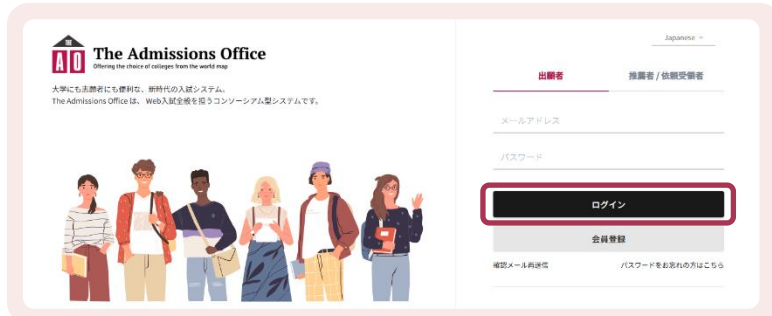 AO
The Admissions Office
Offering the choice of colleges from the world map
大学にも志願者にも便利な、新時代の入試システム。
The Admissions Office は、 Web入試全般を担うコンソーシアム型システムです。
Japanese
出願者
推薦者 / 依頼受領者
メールアドレス
パスワード
ログイン
会員登録
確認メール再送信
パスワードをお忘れの方はこちら